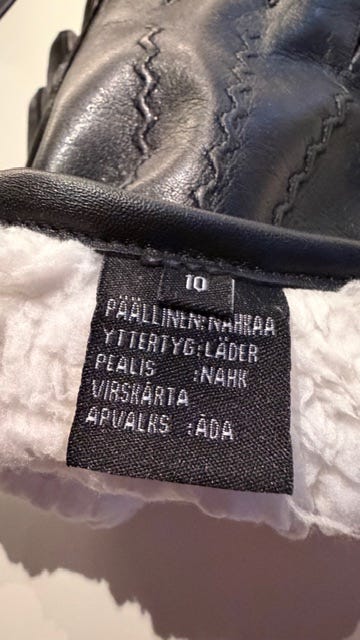 10
PÄÄLLINEN:NAHKAA
YTTERTYG:LÄDER
PEALIS :NAHK
VIRSKĀRTA
APVALKS :ĀDA